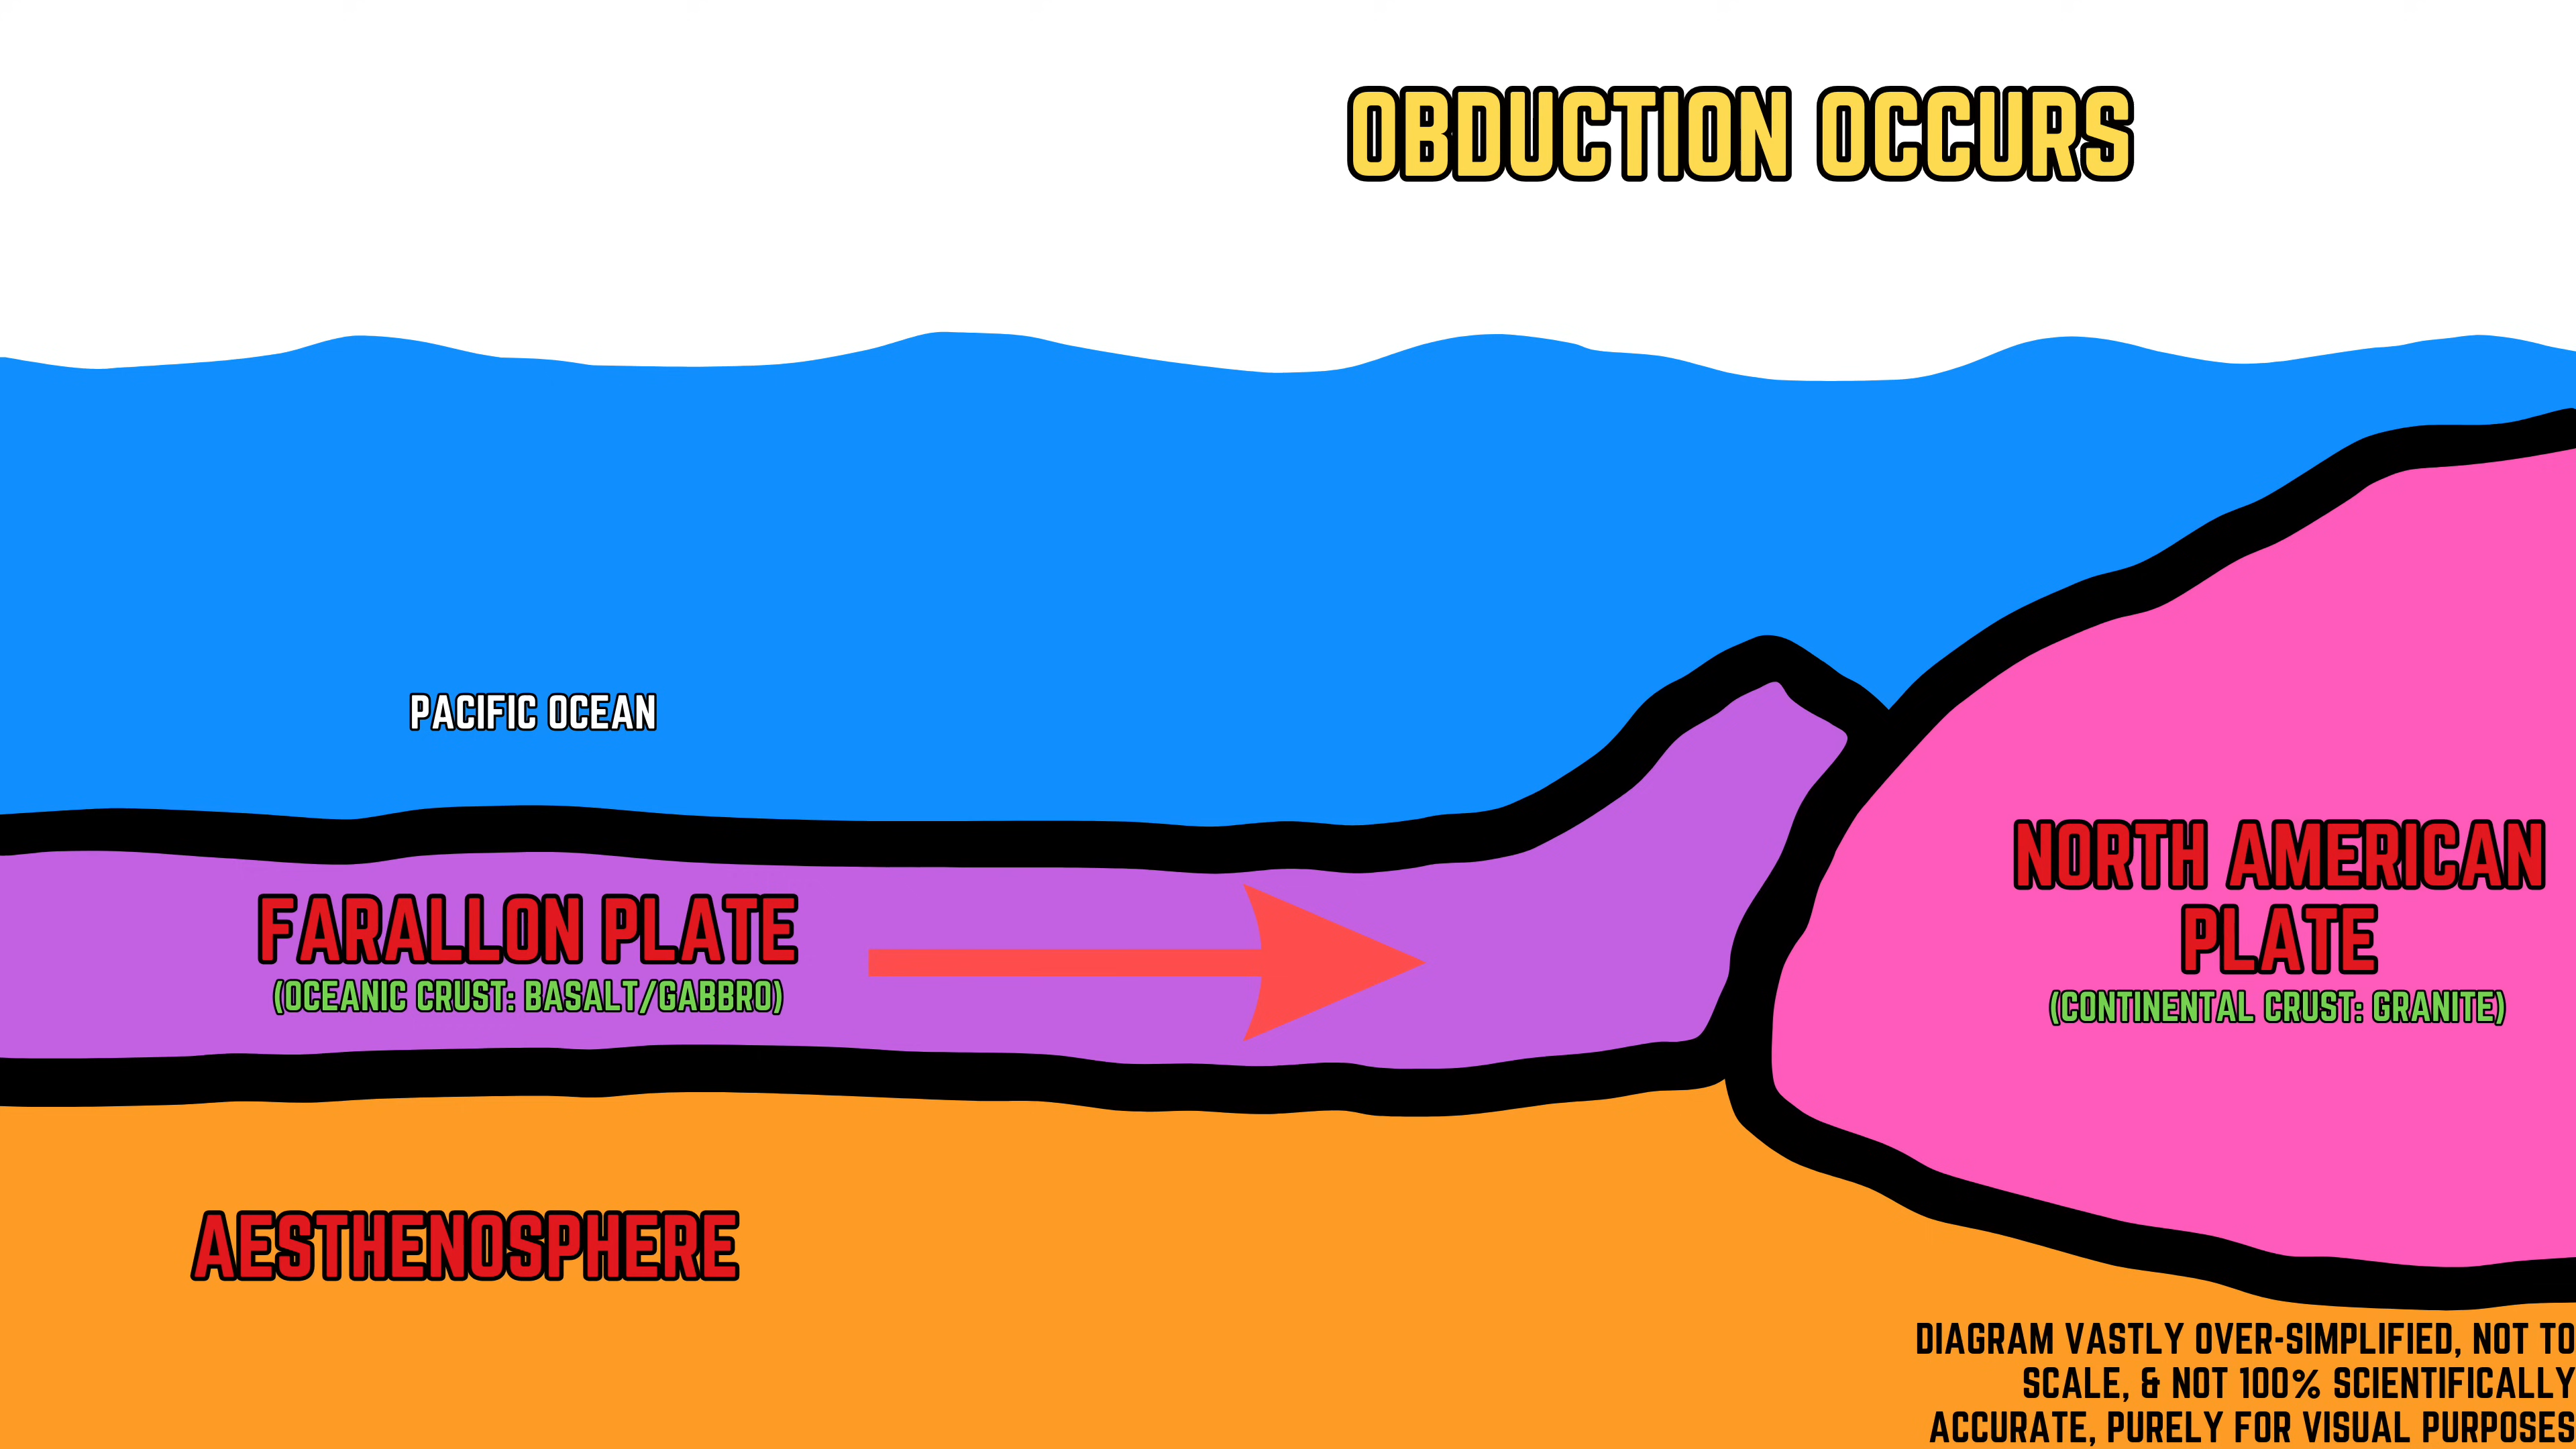 OBDUCTION OCCURS
PACIFIC OCEAN
FARALLON PLATE
(OCEANIC CRUST: BASALT/GABBRO)
NORTH AMERICAN
PLATE
(CONTINENTAL CRUST: GRANITE)
AESTHENOSPHERE
DIAGRAM VASTLY OVER-SIMPLIFIED, NOT TO
SCALE, & NOT 100% SCIENTIFICALLY
ACCURATE, PURELY FOR VISUAL PURPOSES